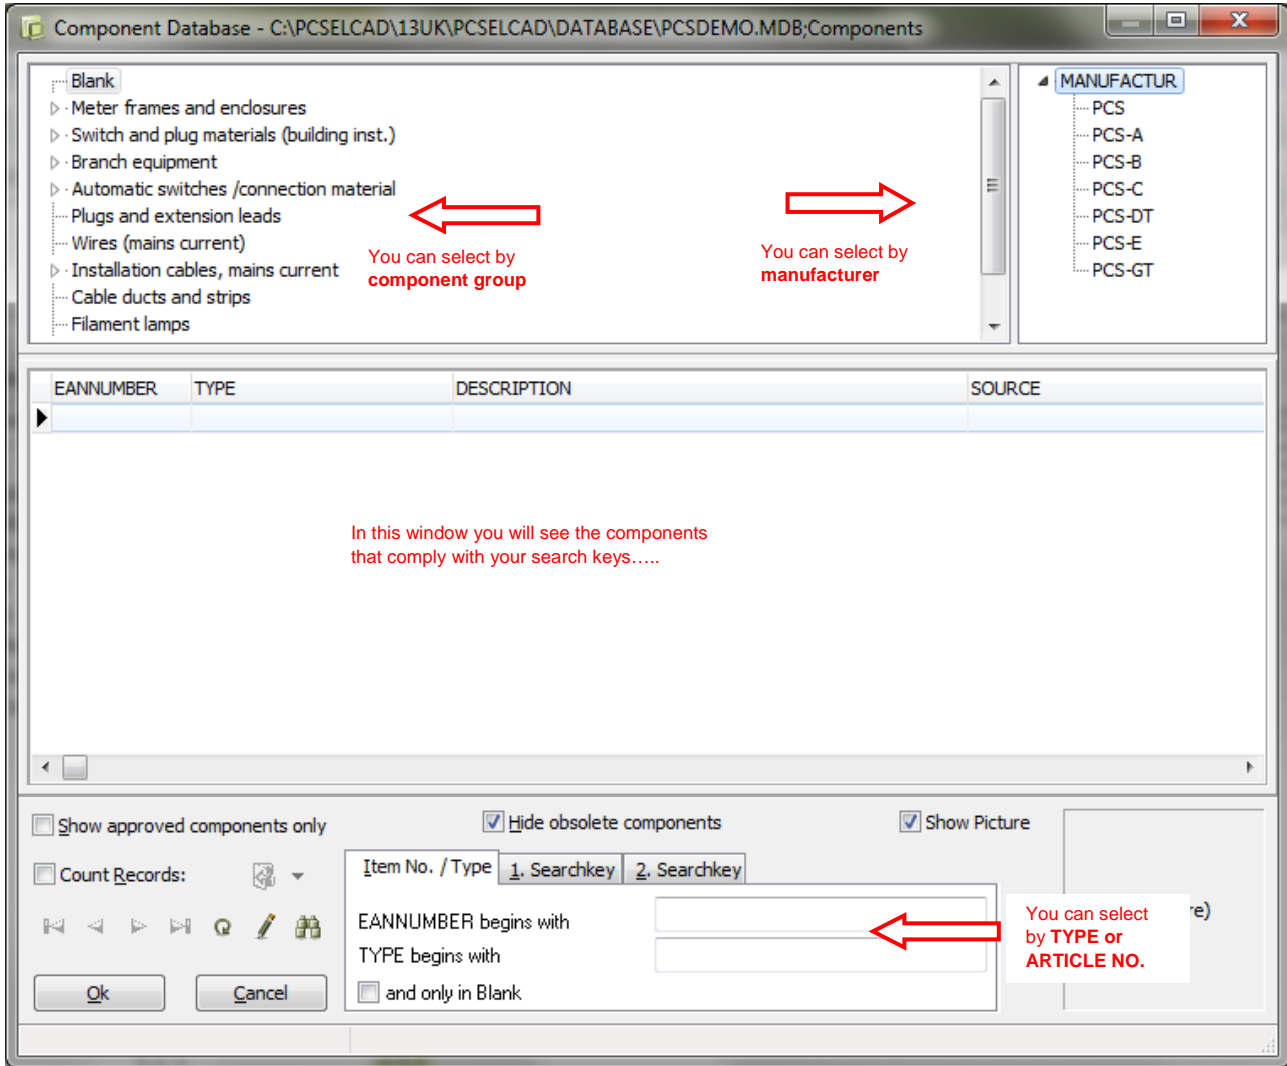 Component Database - C:\PCSELCAD\13UK\PCSELCAD\DATABASE\PCSDEMO.MDB;Components
Blank
Meter frames and enclosures
Switch and plug materials (building inst.)
Branch equipment
Automatic switches /connection material
Plugs and extension leads
Wires (mains current)
Installation cables, mains current
Cable ducts and strips
Filament lamps
You can select by
component group
You can select by
manufacturer
MANUFACTUR
PCS
PCS-A
PCS-B
PCS-C
PCS-DT
PCS-E
PCS-GT
EANNUMBER TYPE DESCRIPTION SOURCE
In this window you will see the components
that comply with your search keys…..
Show approved components only
Hide obsolete components
Show Picture
Count Records:
Item No. / Type 1. Searchkey 2. Searchkey
EANNUMBER begins with
TYPE begins with
and only in Blank
You can select
by TYPE or
ARTICLE NO.
re)
Ok Cancel